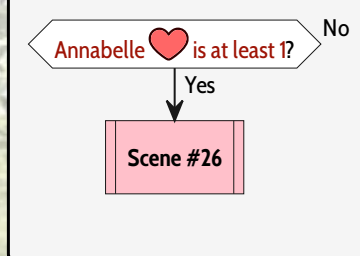 No
Annabelle is at least 1?
Yes
Scene #26